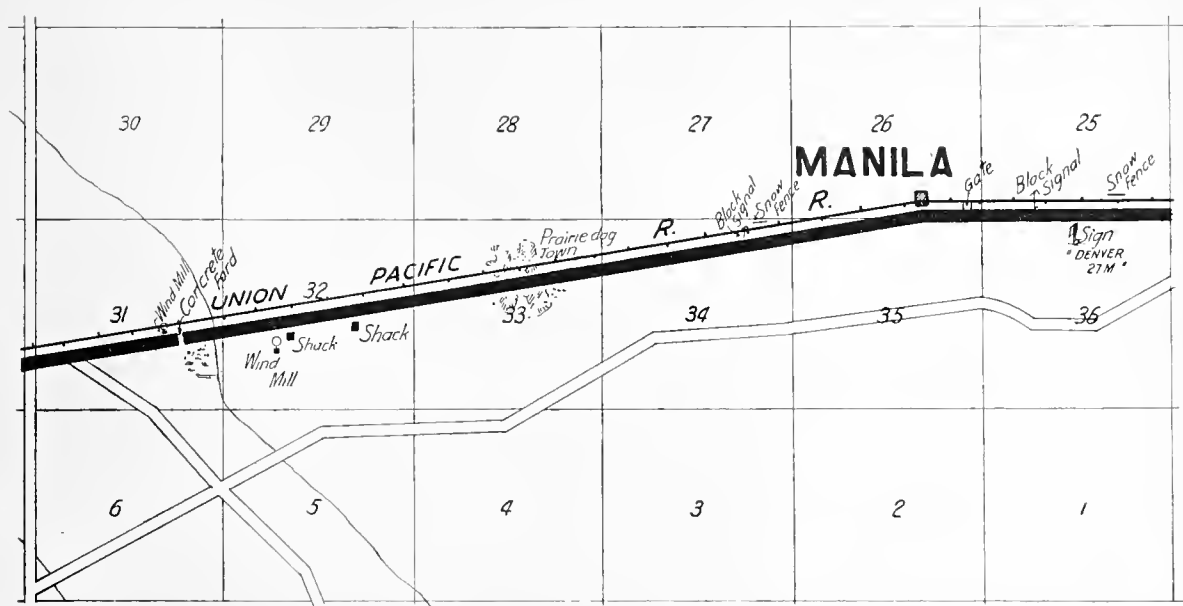 30
29
28
27
26
25
MANILA
Gate
Block
Signal
Snow
Fence
Block
Signal
Snow
Fence
R.
R.
Prairie dog
Town
PACIFIC
UNION
Sign
"DENVER
27M"
Wind Mill
Concrete
Ford
31
32
33
34
35
36
Shack
Shack
Wind
Mill
6
5
4
3
2
1